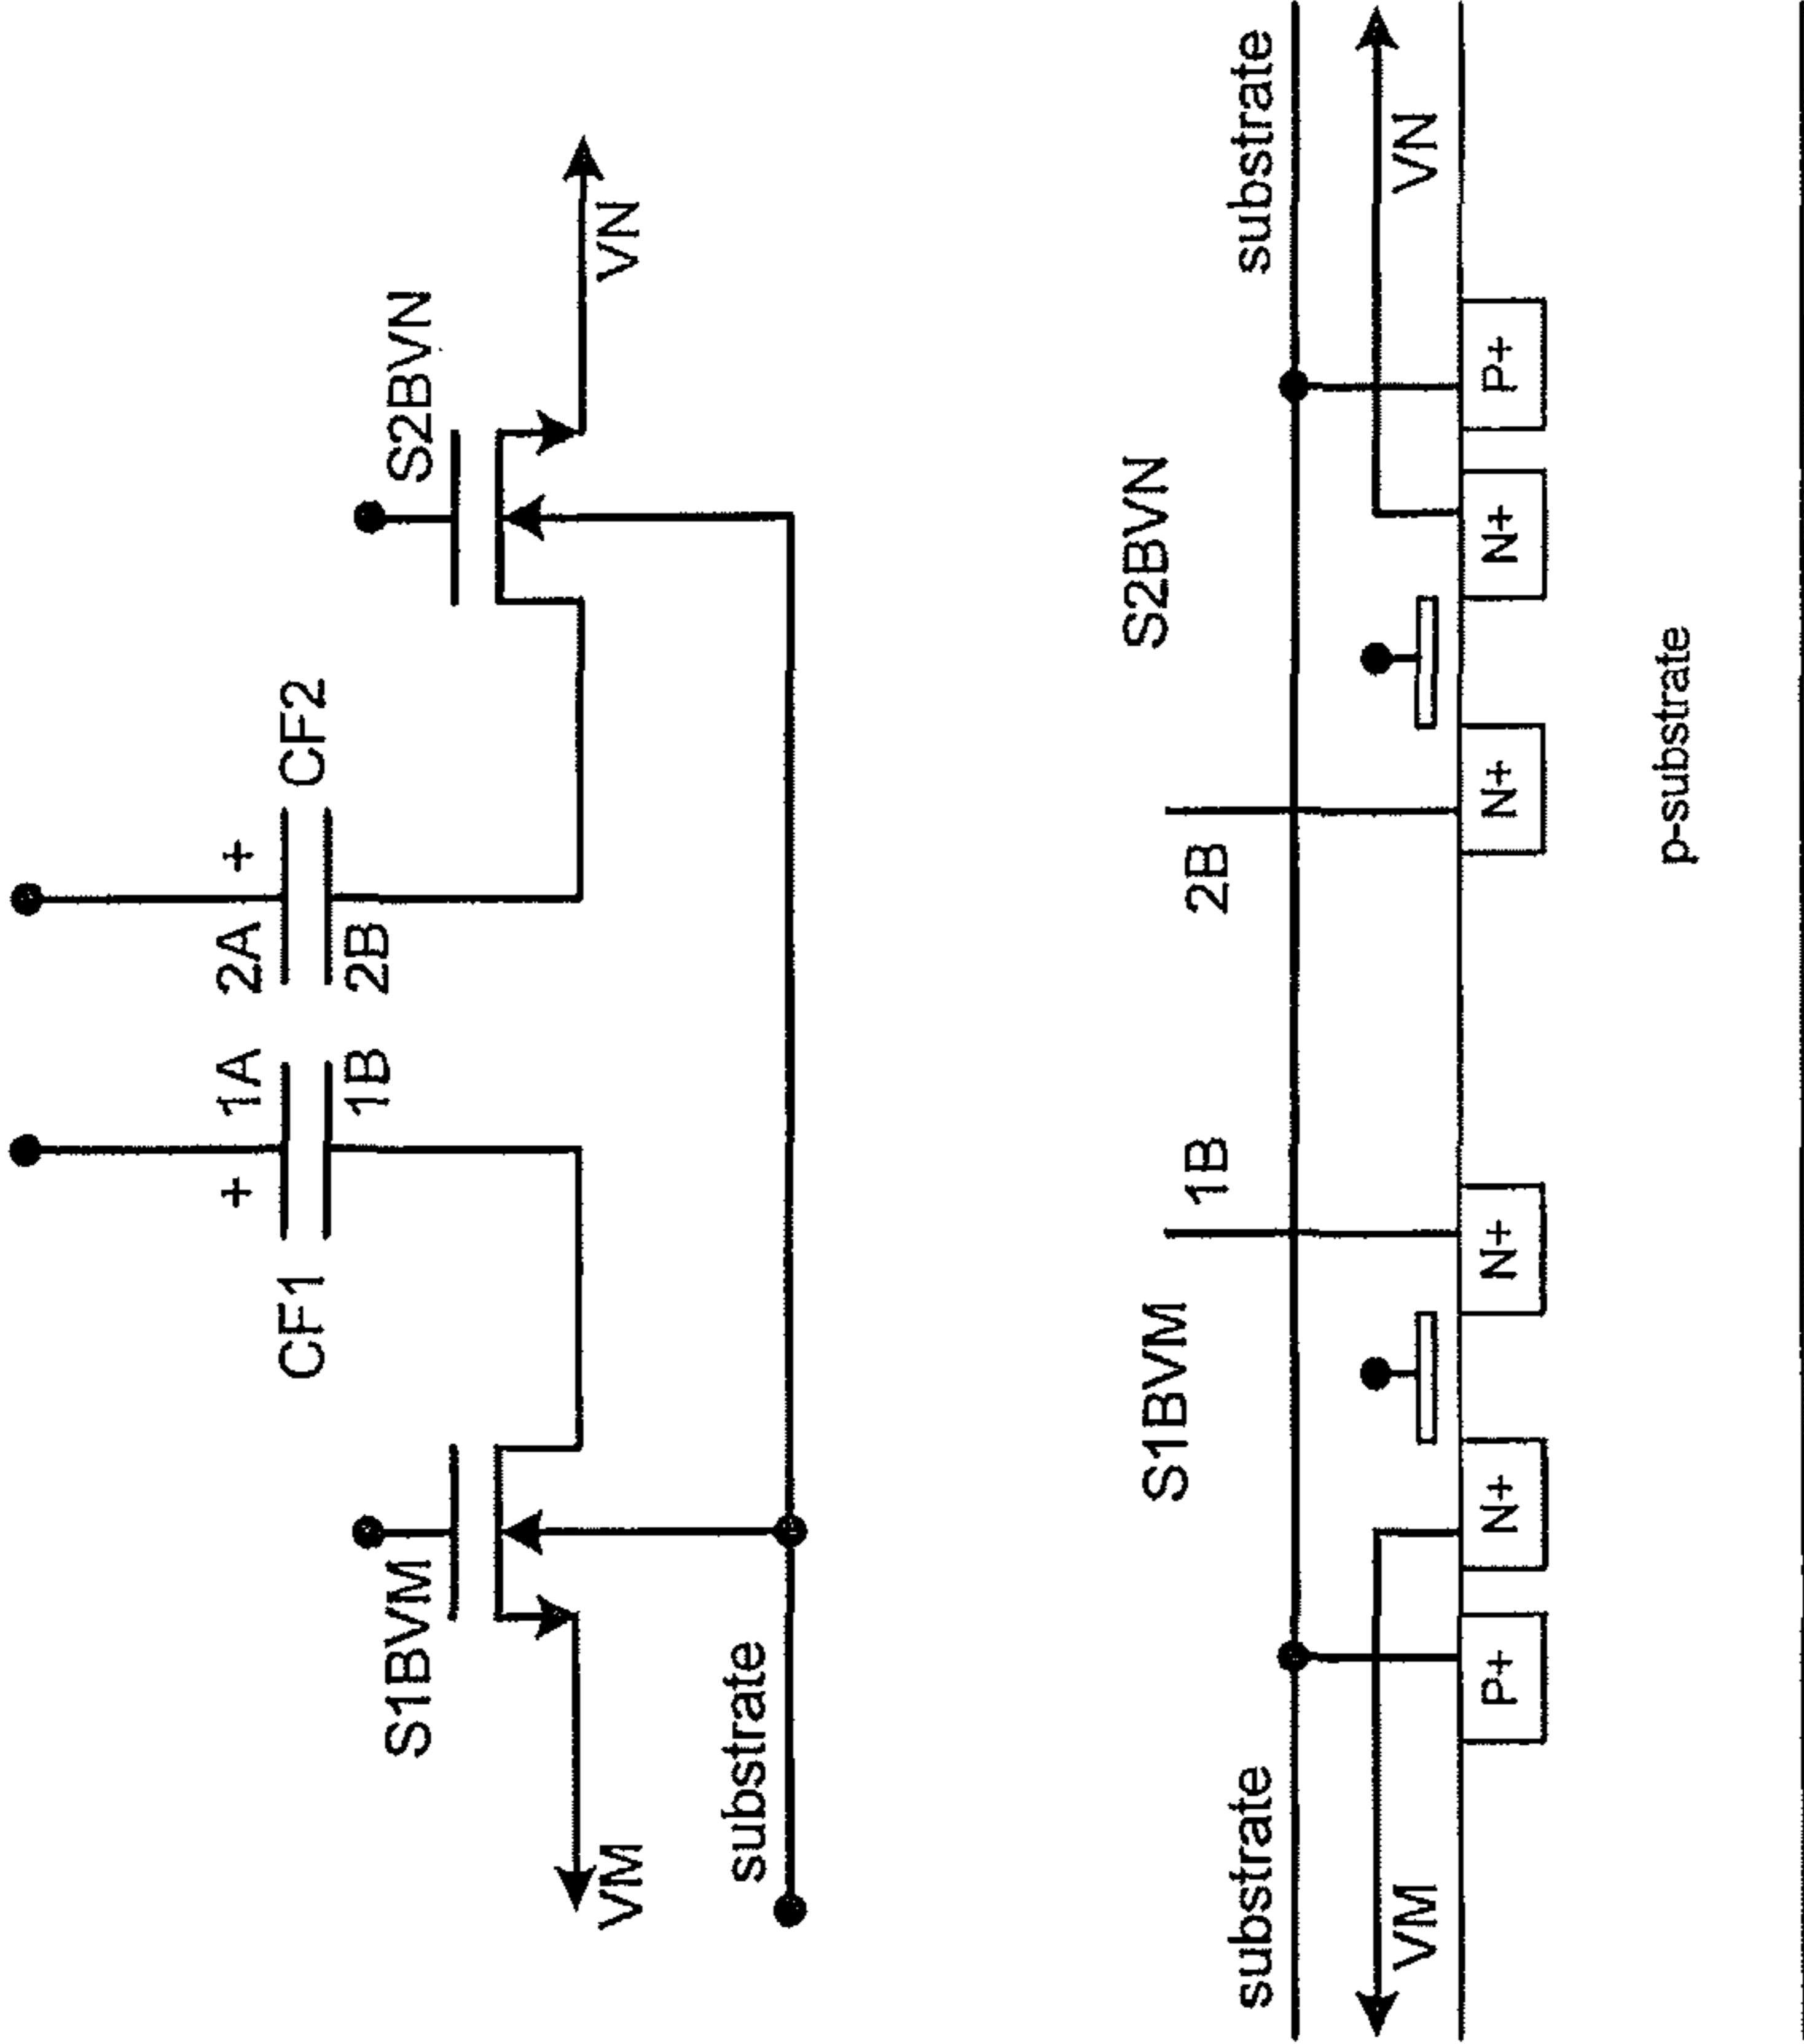 + 1A 2A +
CF1 CF2
1B 2B
S1BVM S2BVN
VM VN
substrate
S1BVM S2BVN
1B 2B
substrate substrate
VM VN
P+ N+ N+ N+ N+ P+
p-substrate